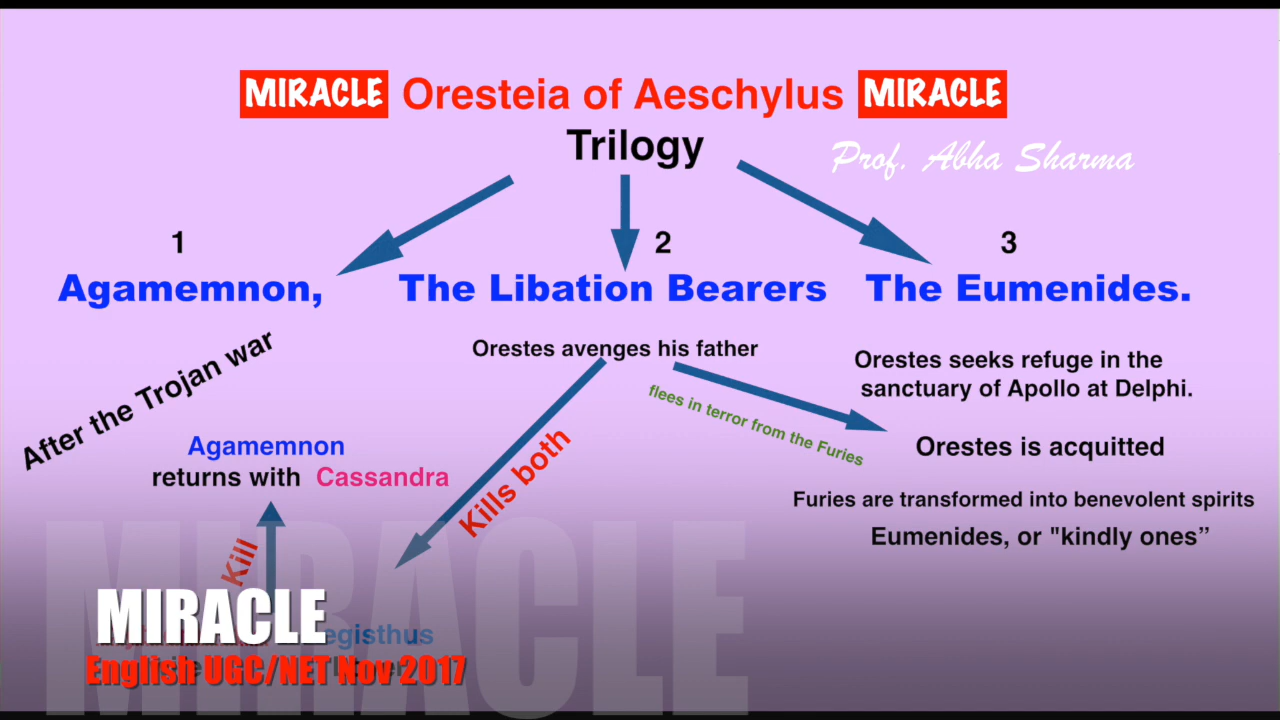 MIRACLE Oresteia of Aeschylus MIRACLE
Trilogy
Prof. Abha Sharma
1
2
3
Agamemnon,
The Libation Bearers
The Eumenides.
After the Trojan war
Agamemnon
returns with Cassandra
Kill
Orestes avenges his father
Kills both
flees in terror from the Furies
Orestes seeks refuge in the
sanctuary of Apollo at Delphi.
Orestes is acquitted
Furies are transformed into benevolent spirits
Eumenides, or "kindly ones”
MIRACLE
MIRACLE
egisthus
English UGC/NET Nov 2017